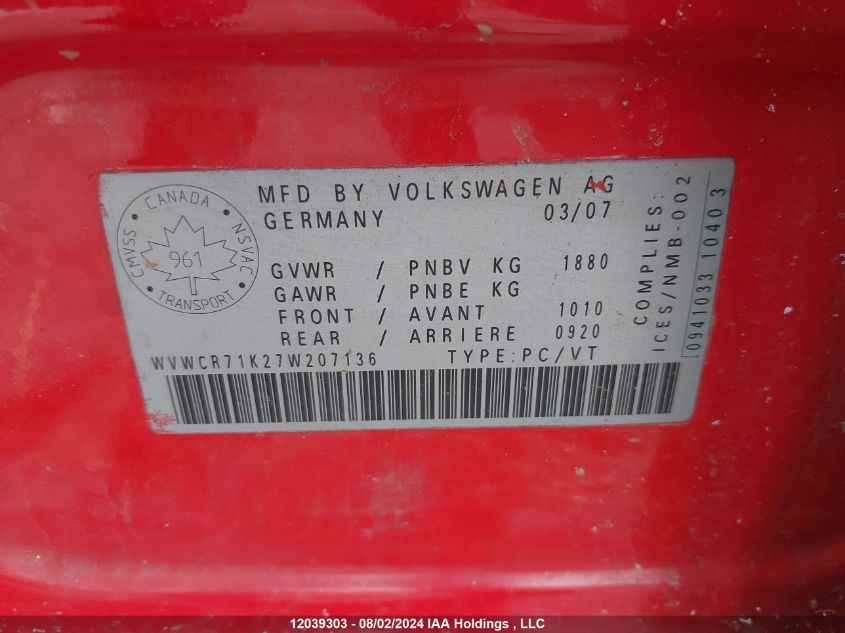 MFD BY VOLKSWAGEN AG
GERMANY 03/07
GVWR / PNBV KG 1880
GAWR / PNBE KG
FRONT / AVANT 1010
REAR / ARRIERE 0920
WVWCR71K27W207136 TYPE:PC/VT
CANADA
CMVSS
NSVAC
961
TRANSPORT
COMPLIES:
ICES/NMB-002
0941033 10403
12039303 - 08/02/2024 IAA Holdings , LLC